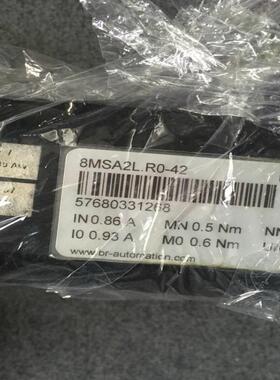 8MSA2L.R0-42
57680331268
IN 0.86 A MN 0.5 Nm
I0 0.93 A M0 0.6 Nm
www.br-automation.com